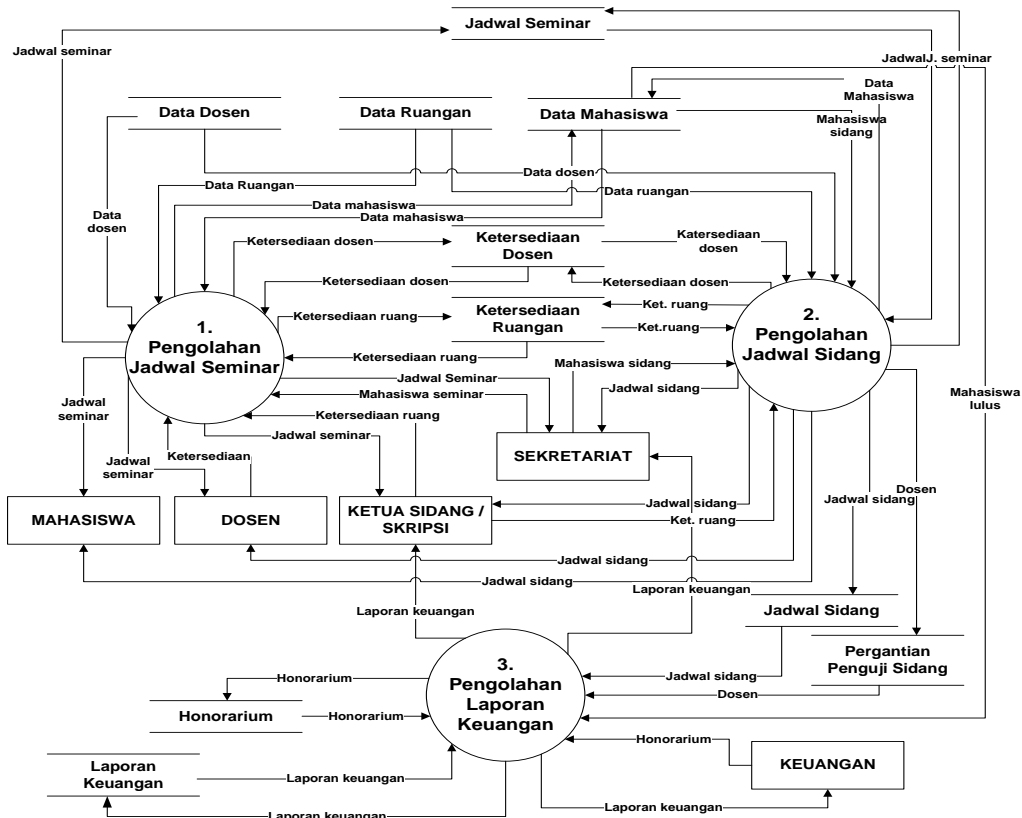 Jadwal Seminar
Jadwal seminar
JadwalJ. seminar
Data
Mahasiswa
Data Dosen
Data Ruangan
Data Mahasiswa
Mahasiswa
sidang
Data dosen
Data Ruangan
Data ruangan
Data mahasiswa
Data mahasiswa
Data
dosen
Ketersediaan dosen
Ketersediaan
Dosen
Katersediaan
dosen
Ketersediaan dosen
Ketersediaan dosen
Ketersediaan ruang
Ketersediaan
Ruangan
Ket. ruang
Ket.ruang
1.
Pengolahan
Jadwal Seminar
2.
Pengolahan
Jadwal Sidang
Ketersediaan ruang
Mahasiswa sidang
Jadwal Seminar
Jadwal sidang
Mahasiswa seminar
Mahasiswa
lulus
Jadwal
seminar
Ketersediaan ruang
Jadwal seminar
Jadwal
seminar
Ketersediaan
SEKRETARIAT
Dosen
Jadwal sidang
Jadwal sidang
MAHASISWA
DOSEN
KETUA SIDANG /
SKRIPSI
Ket. ruang
Jadwal sidang
Jadwal sidang
Laporan keuangan
Laporan keuangan
Jadwal Sidang
Pergantian
Penguji Sidang
3.
Pengolahan
Laporan
Keuangan
Jadwal sidang
Dosen
Honorarium
Honorarium
Honorarium
Honorarium
KEUANGAN
Laporan
Keuangan
Laporan keuangan
Laporan keuangan
Laporan keuangan